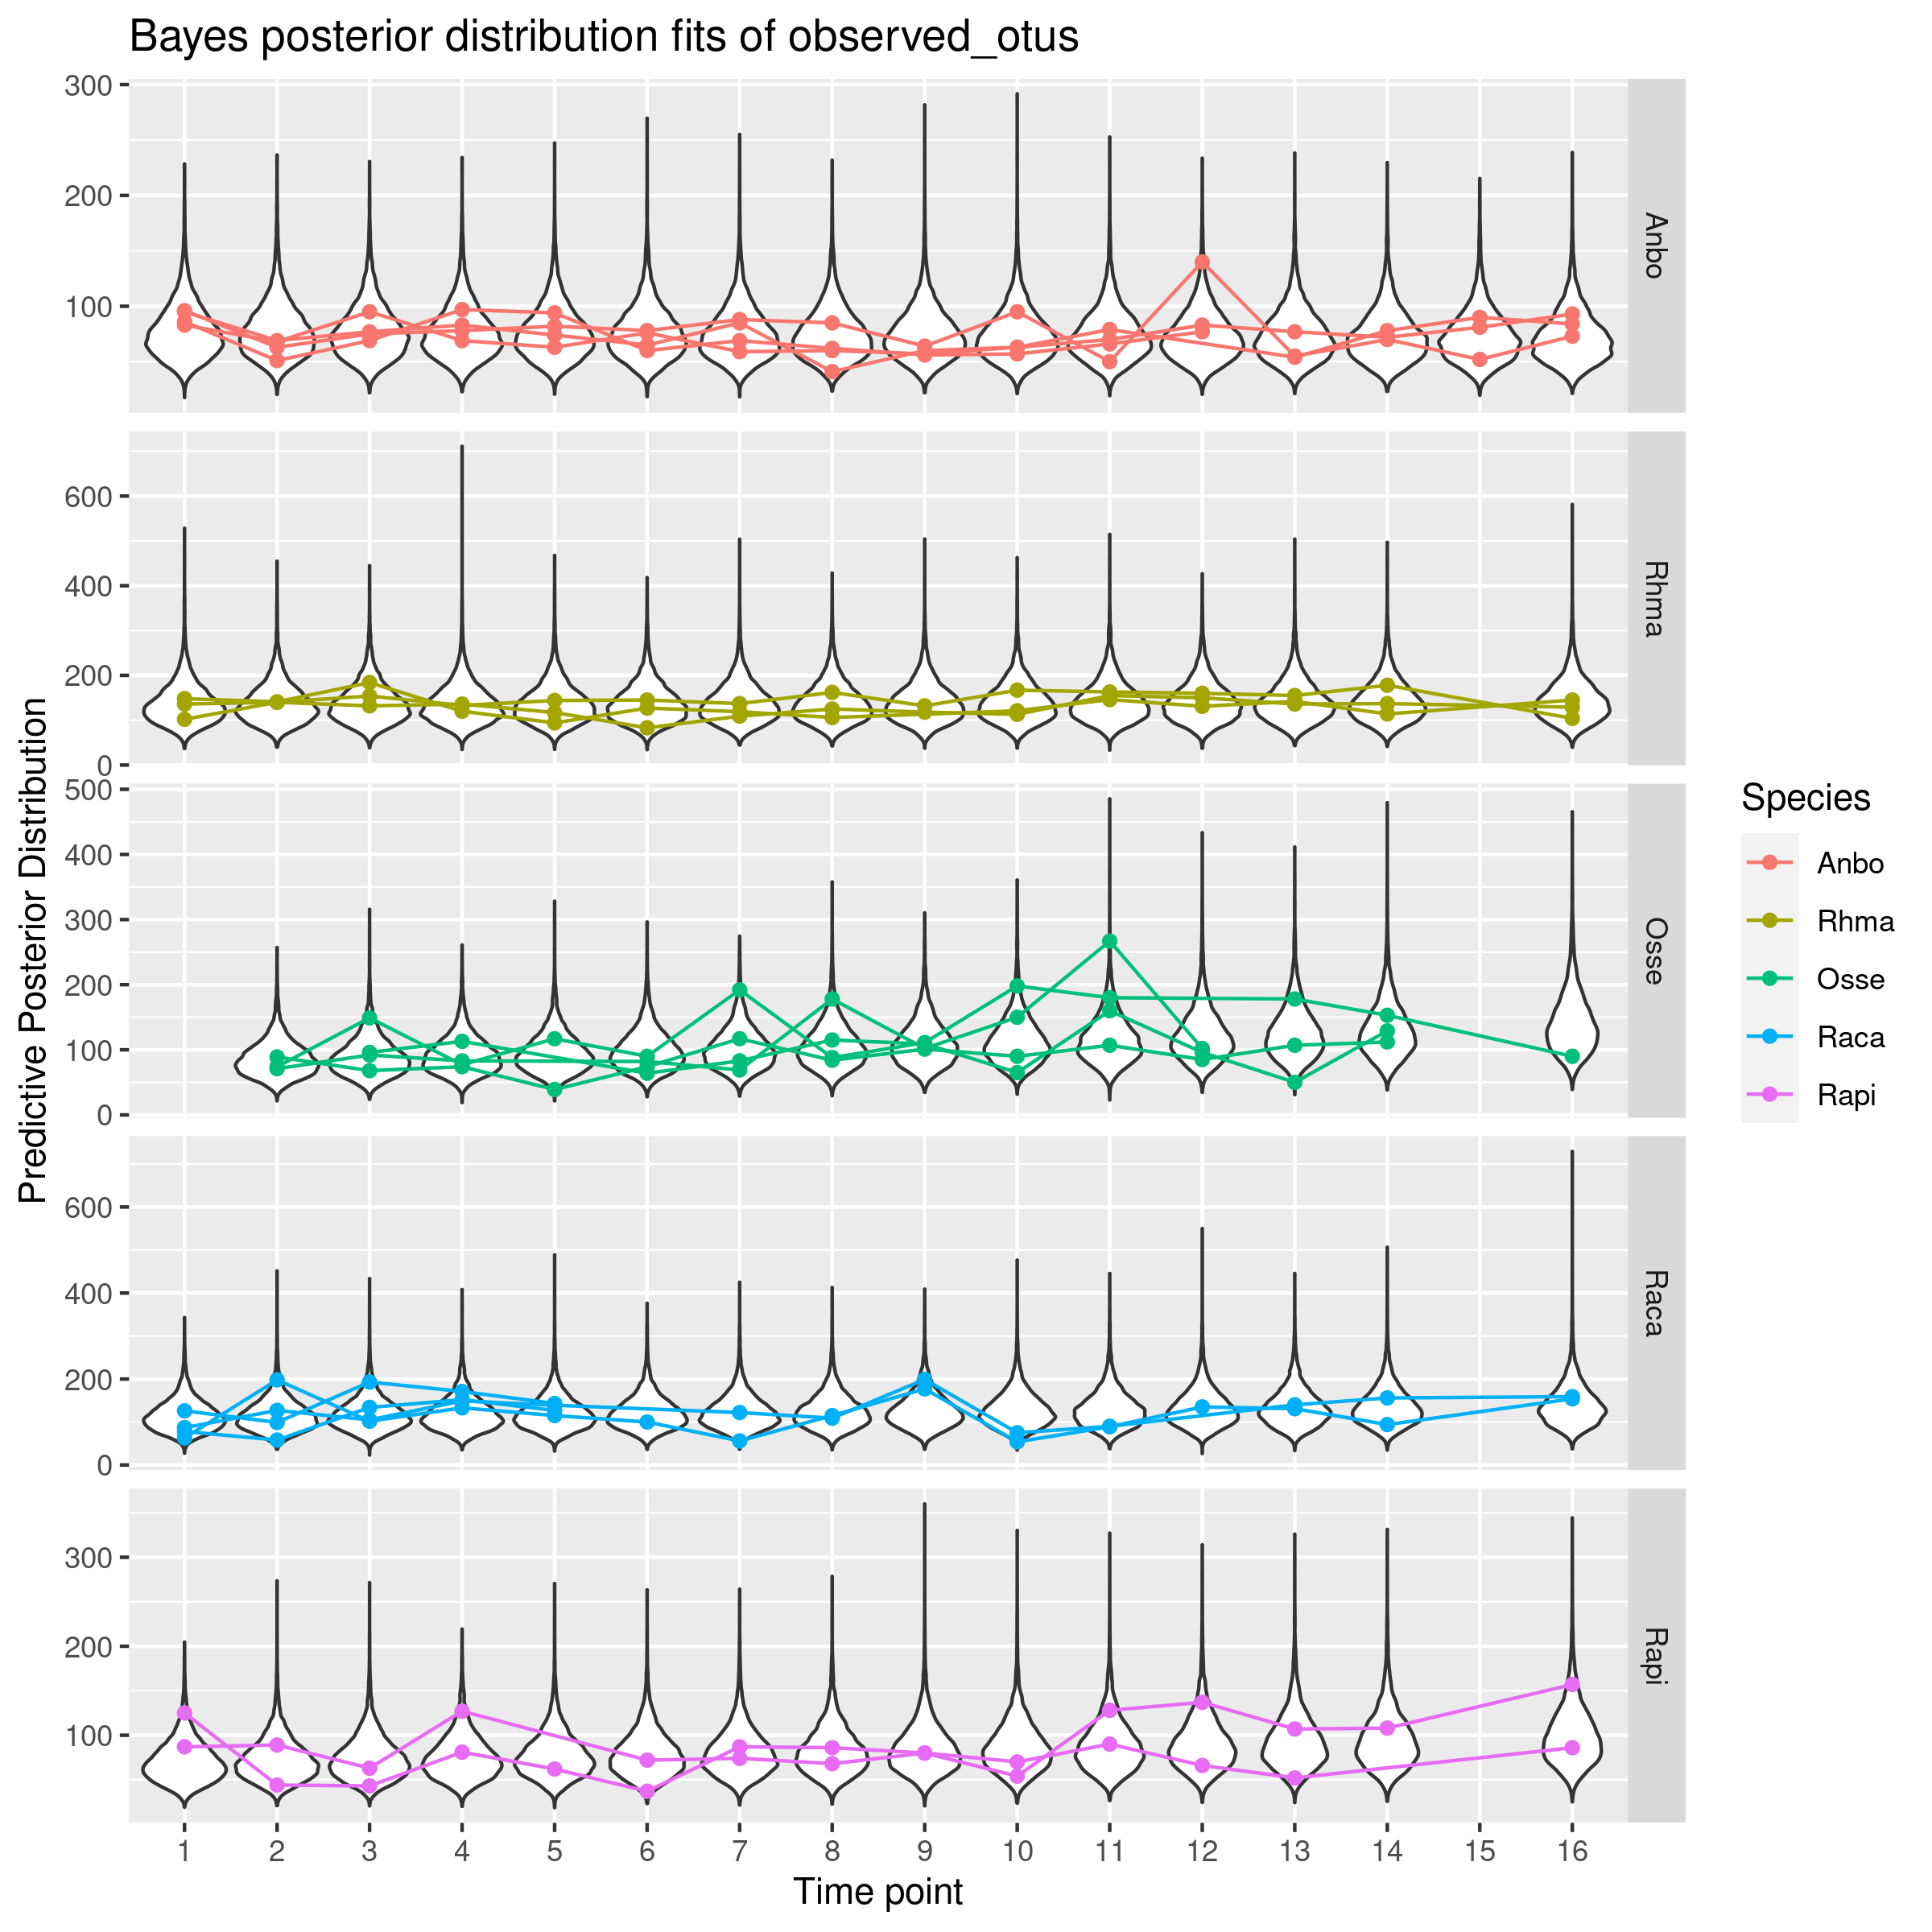 Bayes posterior distribution fits of observed_otus
Predictive Posterior Distribution
300
200
100
Anbo
600
400
200
0
Rhma
500
400
300
200
100
0
Osse
600
400
200
0
Raca
300
200
100
Rapi
1 2 3 4 5 6 7 8 9 10 11 12 13 14 15 16
Time point
Species
Anbo
Rhma
Osse
Raca
Rapi